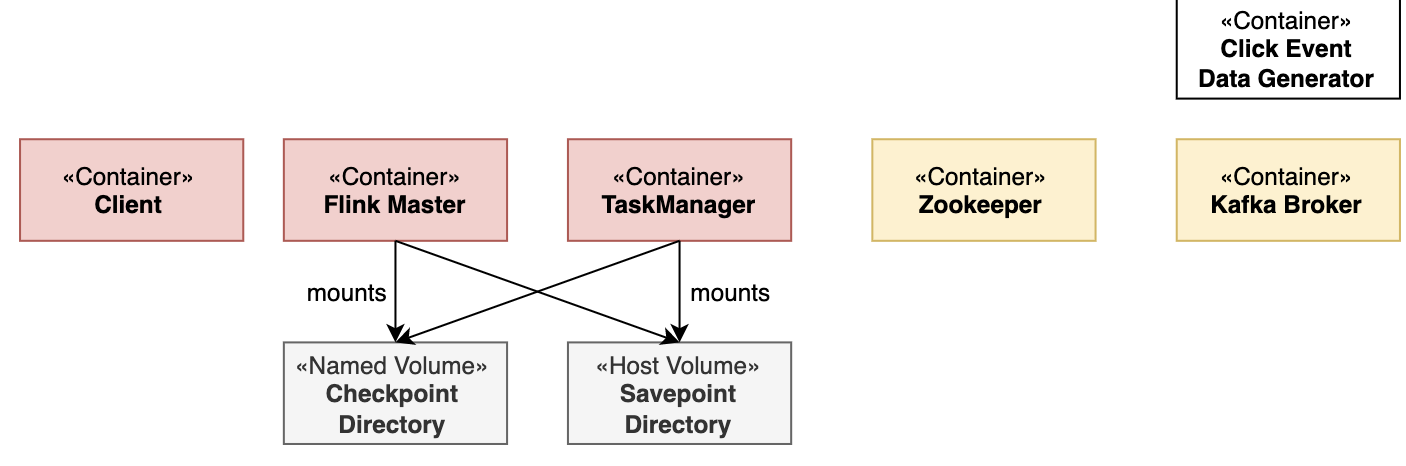 «Container»
Click Event
Data Generator
«Container»
Client
«Container»
Flink Master
«Container»
TaskManager
«Container»
Zookeeper
«Container»
Kafka Broker
mounts
mounts
«Named Volume»
Checkpoint
Directory
«Host Volume»
Savepoint
Directory